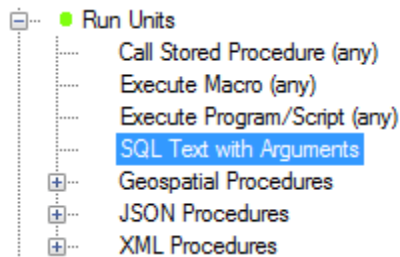 Run Units
Call Stored Procedure (any)
Execute Macro (any)
Execute Program/Script (any)
SQL Text with Arguments
Geospatial Procedures
JSON Procedures
XML Procedures